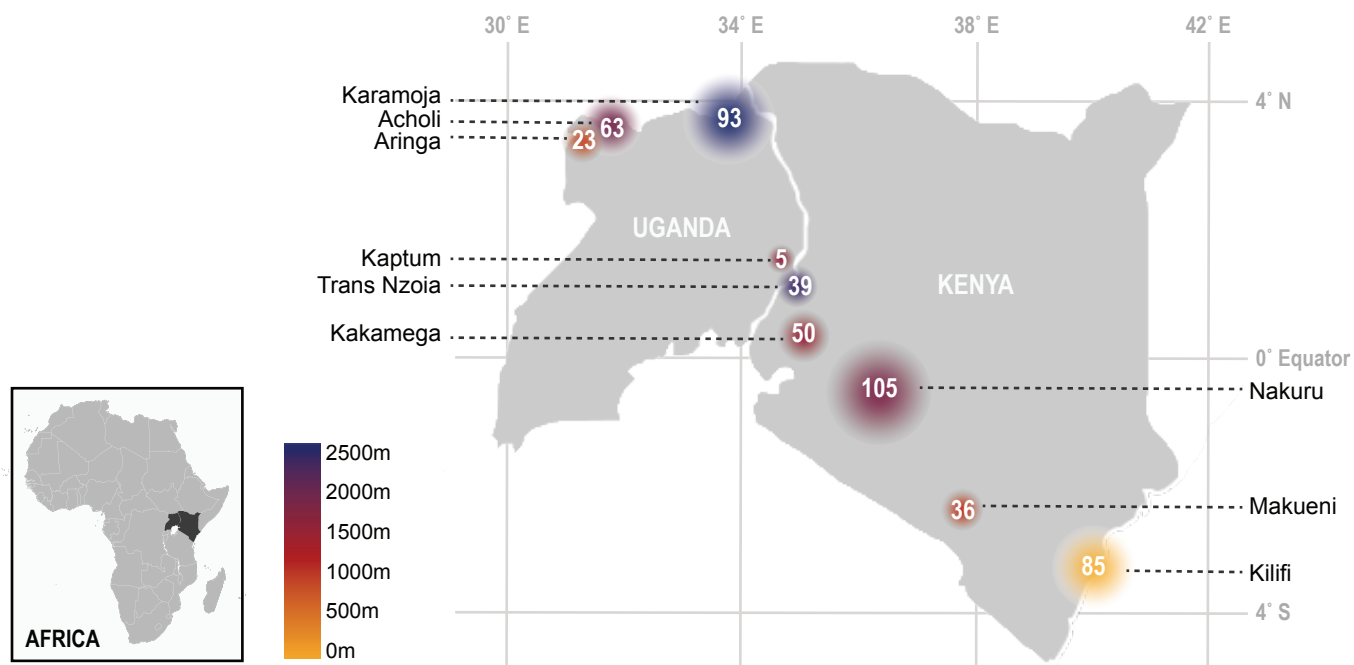 30° E
34° E
38° E
42° E
Karamoja
93
4° N
Acholi
63
Aringa
23
UGANDA
Kaptum
5
Trans Nzoia
39
KENYA
Kakamega
50
0° Equator
105
Nakuru
2500m
2000m
1500m
1000m
500m
0m
36
Makueni
85
Kilifi
4° S
AFRICA